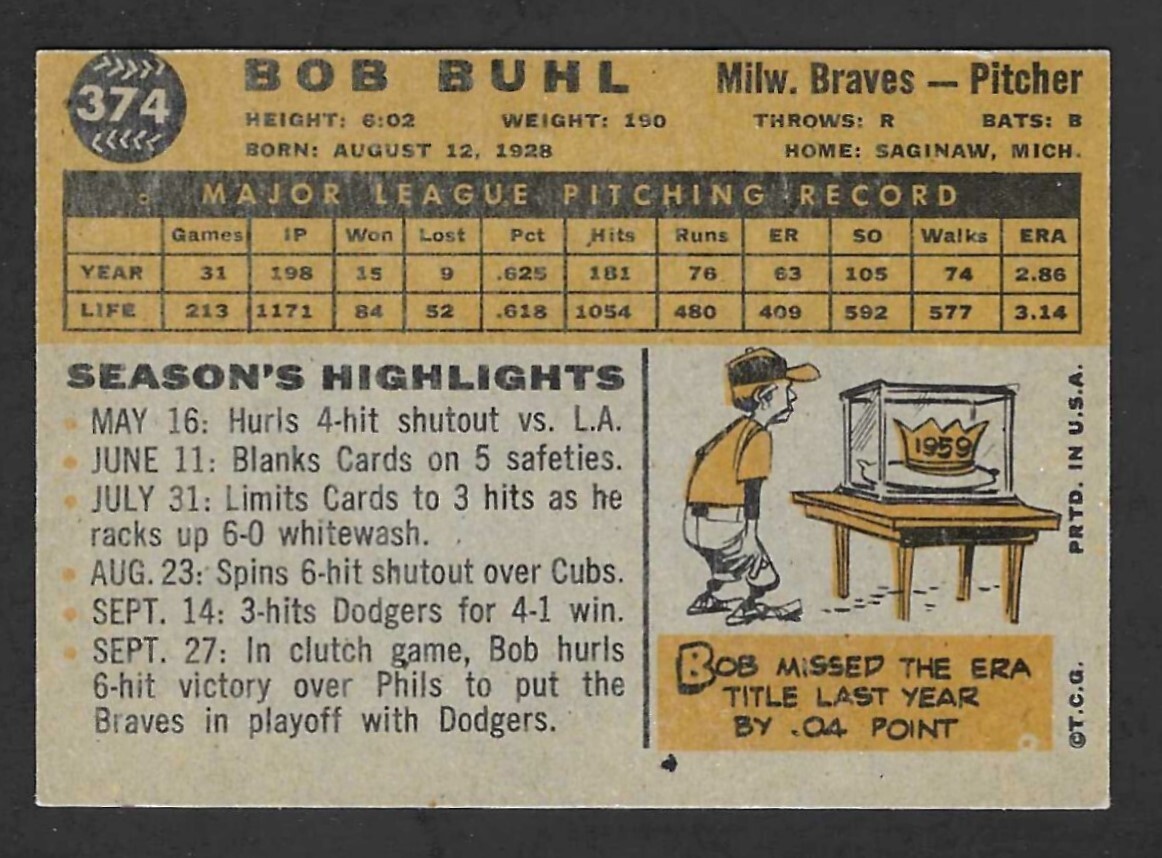 374
BOB BUHL
Milw. Braves — Pitcher
HEIGHT: 6:02 WEIGHT: 190 THROWS: R BATS: B
BORN: AUGUST 12, 1928 HOME: SAGINAW, MICH.
MAJOR LEAGUE PITCHING RECORD
Games IP Won Lost Pct Hits Runs ER SO Walks ERA
YEAR 31 198 15 9 .625 181 76 63 105 74 2.86
LIFE 213 1171 84 52 .618 1054 480 409 592 577 3.14
SEASON'S HIGHLIGHTS
• MAY 16: Hurls 4-hit shutout vs. L.A.
• JUNE 11: Blanks Cards on 5 safeties.
• JULY 31: Limits Cards to 3 hits as he
racks up 6-0 whitewash.
• AUG. 23: Spins 6-hit shutout over Cubs.
• SEPT. 14: 3-hits Dodgers for 4-1 win.
• SEPT. 27: In clutch game, Bob hurls
6-hit victory over Phils to put the
Braves in playoff with Dodgers.
1959
BOB MISSED THE ERA
TITLE LAST YEAR
BY .04 POINT
PRTD. IN U.S.A.
©T.C.G.